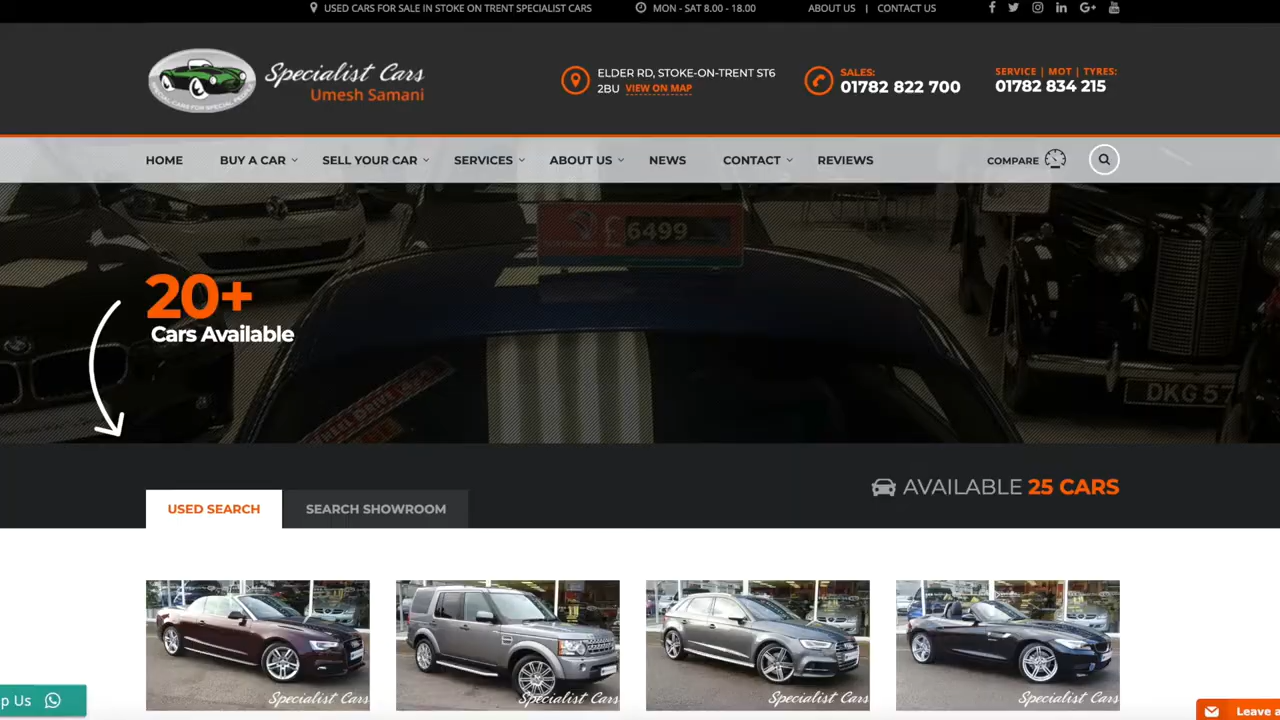 USED CARS FOR SALE IN STOKE ON TRENT SPECIALIST CARS
MON - SAT 8.00 - 18.00
ABOUT US | CONTACT US
Specialist Cars
Umesh Samani
ELDER RD, STOKE-ON-TRENT ST6
2BU VIEW ON MAP
SALES:
01782 822 700
SERVICE | MOT | TYRES:
01782 834 215
HOME
BUY A CAR
SELL YOUR CAR
SERVICES
ABOUT US
NEWS
CONTACT
REVIEWS
COMPARE
£6499
DKG 57
20+
Cars Available
AVAILABLE 25 CARS
USED SEARCH
SEARCH SHOWROOM
Specialist Cars
Specialist Cars
Specialist Cars
Specialist Cars
p Us
Leave a